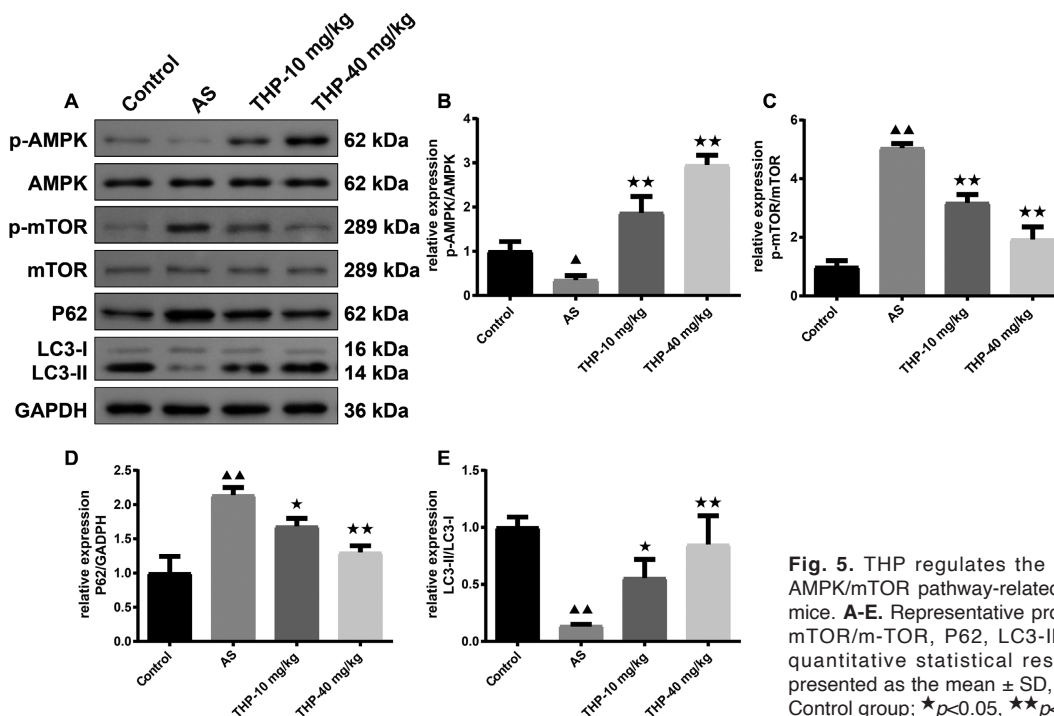 A
Control
AS
THP-10 mg/kg
THP-40 mg/kg
p-AMPK
62 kDa
AMPK
62 kDa
p-mTOR
289 kDa
mTOR
289 kDa
P62
62 kDa
LC3-I
16 kDa
LC3-II
14 kDa
GAPDH
36 kDa
B
relative expression
p-AMPK/AMPK
4
3
2
1
0
▲
★★
★★
Control
AS
THP-10 mg/kg
THP-40 mg/kg
C
relative expression
p-mTOR/mTOR
6
4
2
0
▲▲
★★
★★
Control
AS
THP-10 mg/kg
THP-40 mg/kg
D
relative expression
P62/GADPH
2.5
2.0
1.5
1.0
0.5
0.0
▲▲
★
★★
Control
AS
THP-10 mg/kg
THP-40 mg/kg
E
relative expression
LC3-II/LC3-I
1.5
1.0
0.5
0.0
▲▲
★
★★
Control
AS
THP-10 mg/kg
THP-40 mg/kg
Fig. 5. THP regulates the
AMPK/mTOR pathway-related
mice. A-E. Representative pro
mTOR/m-TOR, P62, LC3-II
quantitative statistical res
presented as the mean ± SD,
Control group; ★p<0.05, ★★p<